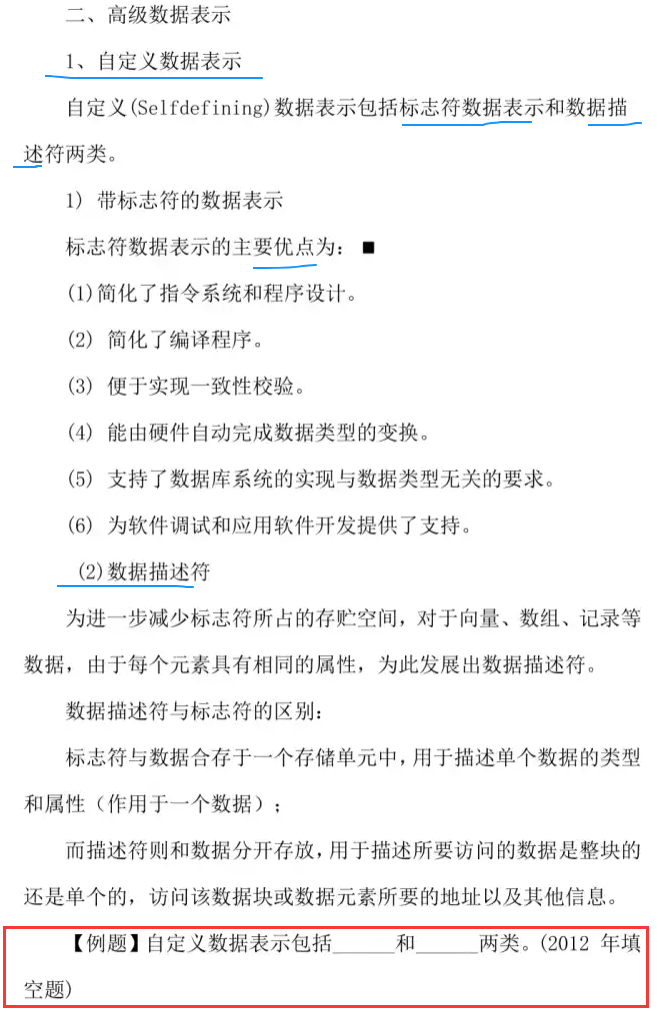 二、高级数据表示
1、自定义数据表示
自定义(Selfdefining)数据表示包括标志符数据表示和数据描
述符两类。
1) 带标志符的数据表示
标志符数据表示的主要优点为: ■
(1)简化了指令系统和程序设计。
(2) 简化了编译程序。
(3) 便于实现一致性校验。
(4) 能由硬件自动完成数据类型的变换。
(5) 支持了数据库系统的实现与数据类型无关的要求。
(6) 为软件调试和应用软件开发提供了支持。
(2)数据描述符
为进一步减少标志符所占的存贮空间，对于向量、数组、记录等
数据，由于每个元素具有相同的属性，为此发展出数据描述符。
数据描述符与标志符的区别:
标志符与数据合存于一个存储单元中,用于描述单个数据的类型
和属性（作用于一个数据）;
而描述符则和数据分开存放,用于描述所要访问的数据是整块的
还是单个的，访问该数据块或数据元素所要的地址以及其他信息。
【例题】自定义数据表示包括______和______两类。(2012 年填
空题)